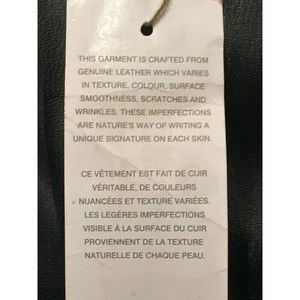 THIS GARMENT IS CRAFTED FROM
GENUINE LEATHER WHICH VARIES
IN TEXTURE, COLOUR, SURFACE
SMOOTHNESS, SCRATCHES AND
WRINKLES. THESE IMPERFECTIONS
ARE NATURE'S WAY OF WRITING A
UNIQUE SIGNATURE ON EACH SKIN.
CE VÊTEMENT EST FAIT DE CUIR
VÉRITABLE, DE COULEURS
NUANCÉES ET TEXTURE VARIÉES.
LES LEGÈRES IMPERFECTIONS
VISIBLE À LA SURFACE DU CUIR
PROVIENNENT DE LA TEXTURE
NATURELLE DE CHAQUE PEAU.